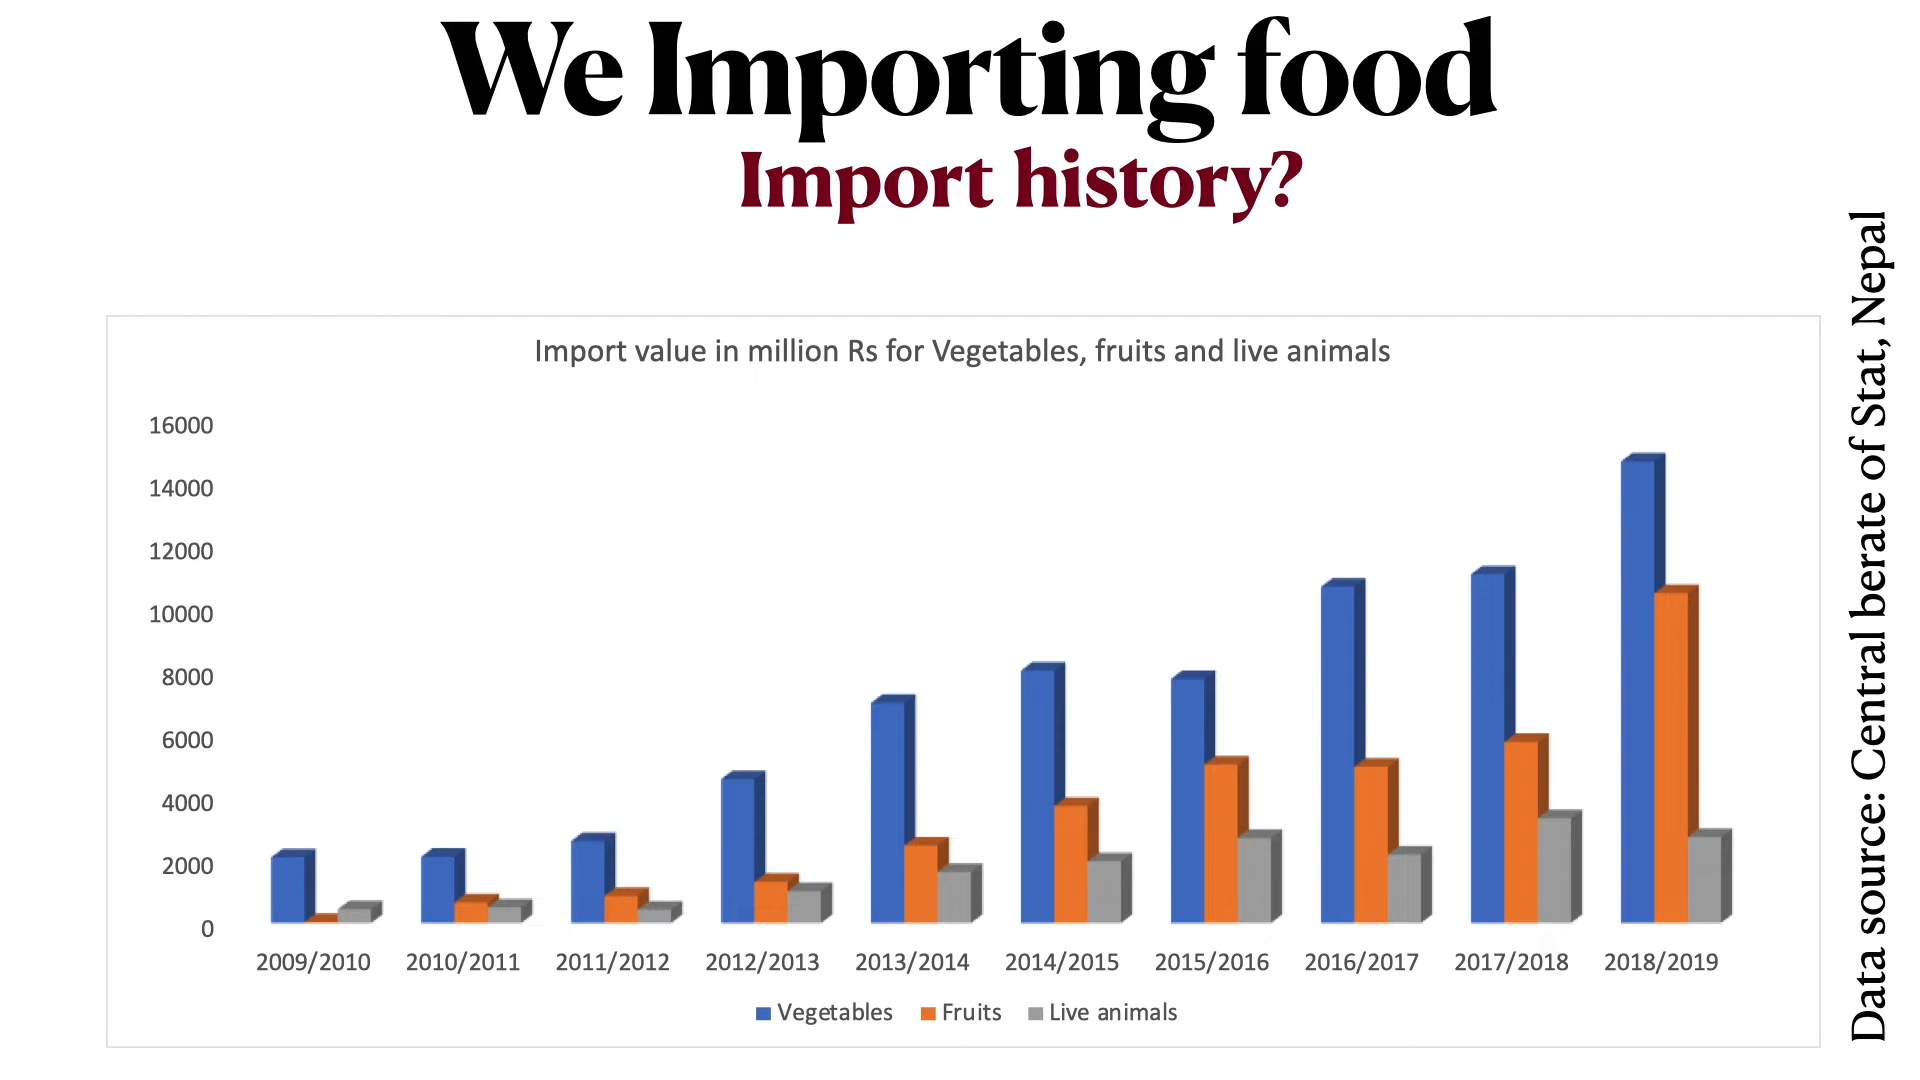 We Importing food
Import history?
Import value in million Rs for Vegetables, fruits and live animals
16000
14000
12000
10000
8000
6000
4000
2000
0
2009/2010 2010/2011 2011/2012 2012/2013 2013/2014 2014/2015 2015/2016 2016/2017 2017/2018 2018/2019
Vegetables Fruits Live animals
Data source: Central berate of Stat, Nepal